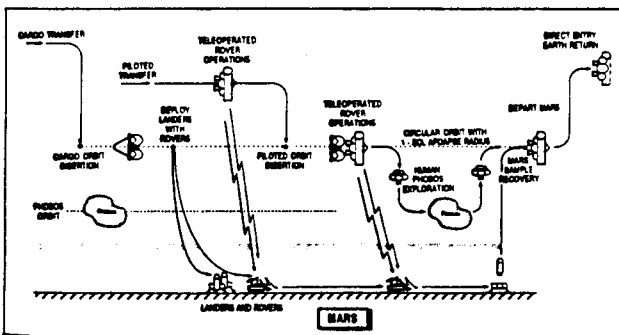 CARGO TRANSFER
PILOTED
TRANSFER
TELEOPERATED
ROVER
OPERATIONS
DIRECT ENTRY
EARTH RETURN
DEPLOY
LANDERS
WITH
ROVERS
TELEOPERATED
ROVER
OPERATIONS
DEPART MARS
CIRCULAR ORBIT WITH
1-SOL APOAPSE RADIUS
CARGO ORBIT
INSERTION
PILOTED ORBIT
INSERTION
HUMAN
PHOBOS
EXPLORATION
MARS
SAMPLE
RECOVERY
PHOBOS
ORBIT
LANDERS AND ROVERS
MARS